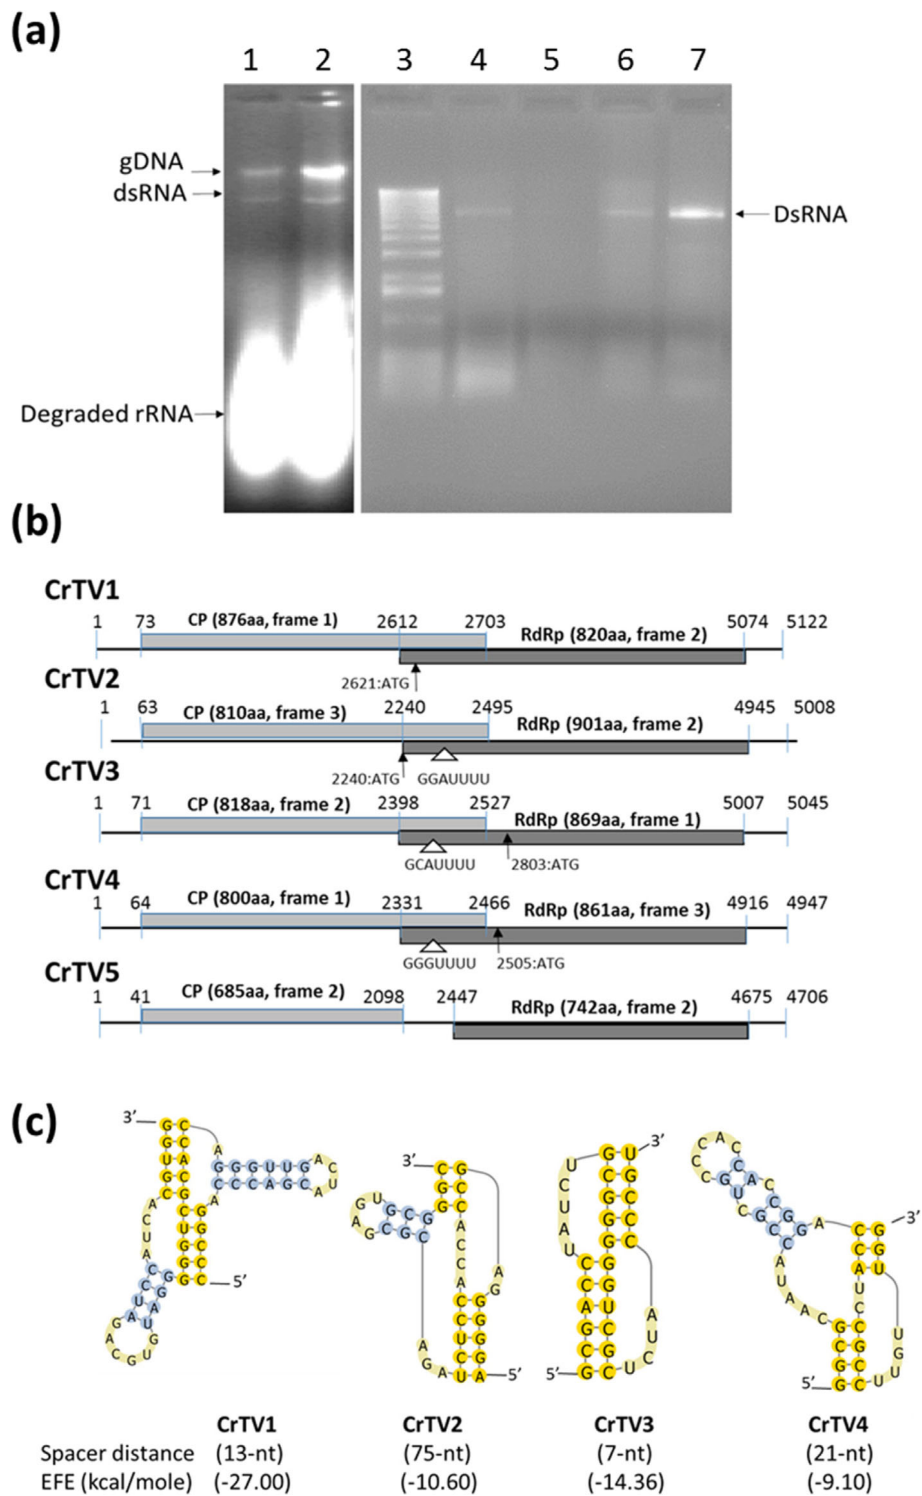 (a)
1 2 3 4 5 6 7
gDNA
dsRNA
DsRNA
Degraded rRNA
(b)
CrTV1
1 73 CP (876aa, frame 1) 2612 2703 RdRp (820aa, frame 2) 5074 5122
2621:ATG
CrTV2
1 63 CP (810aa, frame 3) 2240 2495 RdRp (901aa, frame 2) 4945 5008
2240:ATG GGAUUUU
CrTV3
1 71 CP (818aa, frame 2) 2398 2527 RdRp (869aa, frame 1) 5007 5045
GCAUUUU 2803:ATG
CrTV4
1 64 CP (800aa, frame 1) 2331 2466 RdRp (861aa, frame 3) 4916 4947
GGGUUUU 2505:ATG
CrTV5
1 41 CP (685aa, frame 2) 2098 2447 RdRp (742aa, frame 2) 4675 4706
(c)
3’ 5’
3’ 5’
3’ 5’
3’ 5’
CrTV1 CrTV2 CrTV3 CrTV4
Spacer distance (13-nt) (75-nt) (7-nt) (21-nt)
EFE (kcal/mole) (-27.00) (-10.60) (-14.36) (-9.10)